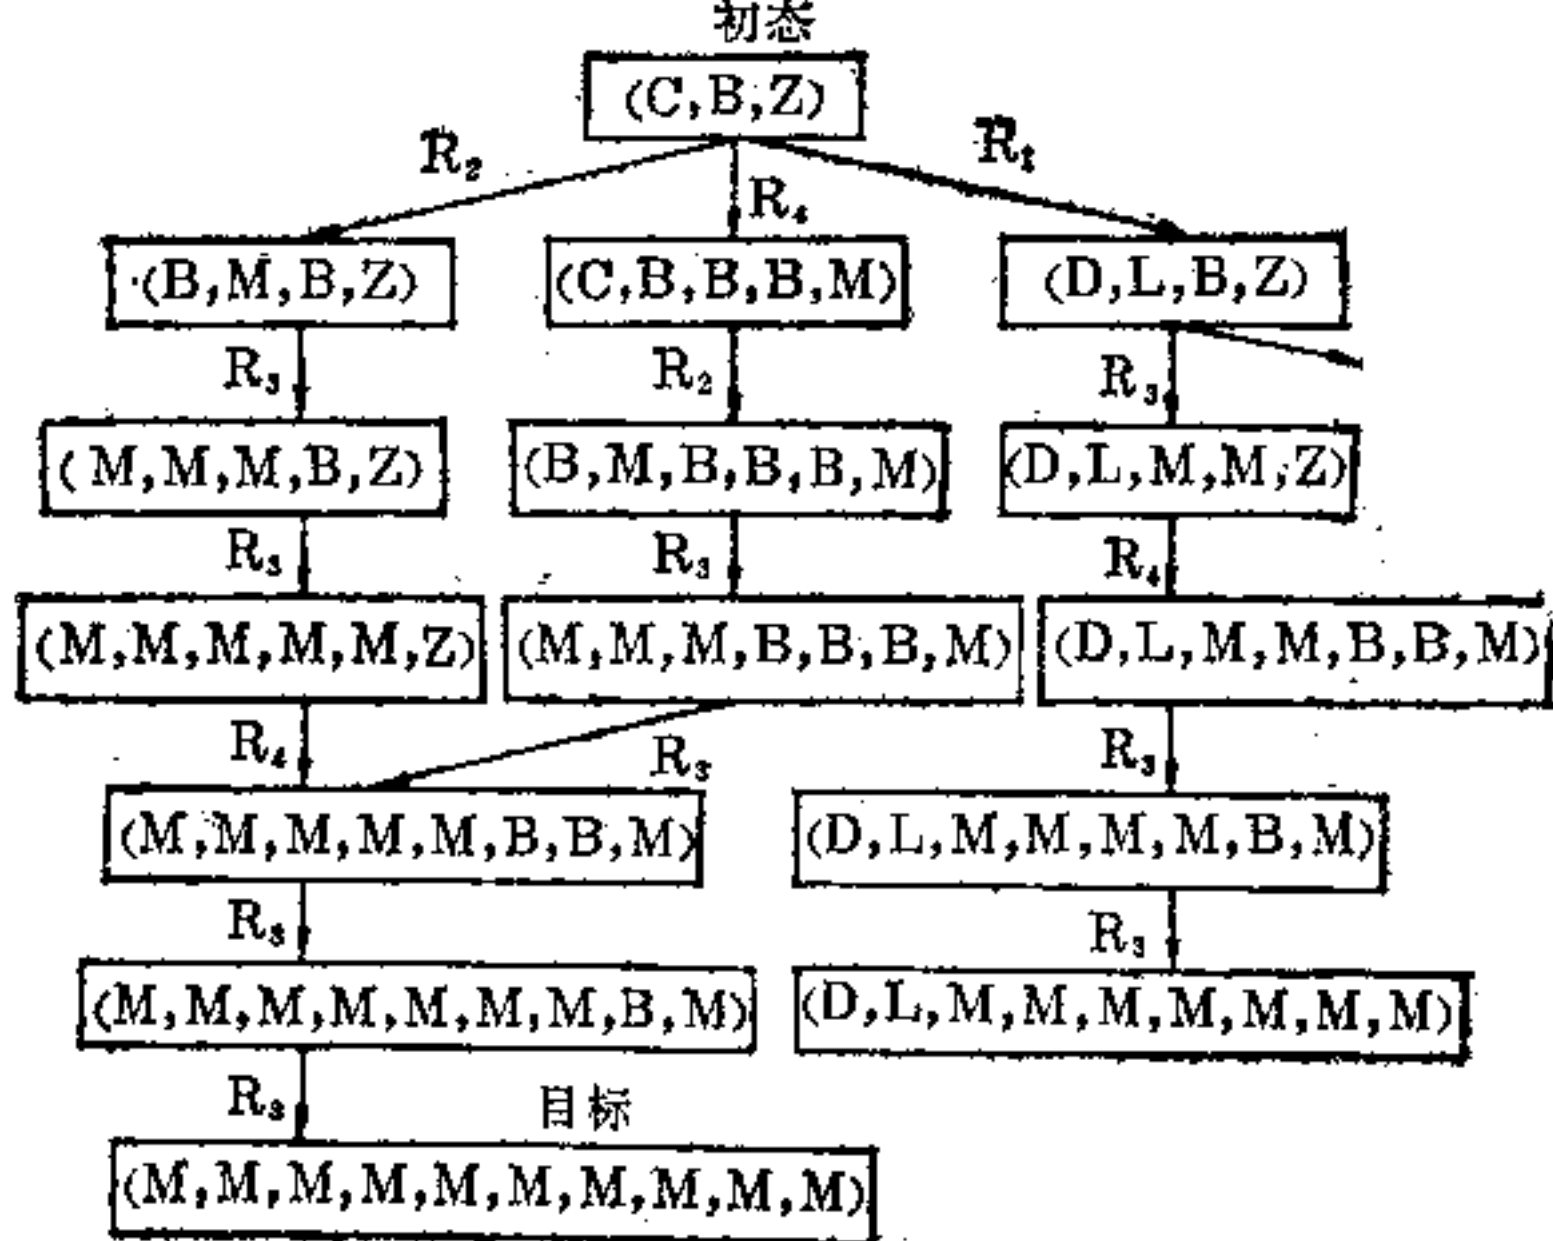 初态
(C,B,Z)
R₂ R₄ R₁
(B,M,B,Z) (C,B,B,B,M) (D,L,B,Z)
R₃ R₂ R₃
(M,M,M,B,Z) (B,M,B,B,B,M) (D,L,M,M,Z)
R₃ R₃ R₄
(M,M,M,M,M,Z) (M,M,M,B,B,B,M) (D,L,M,M,B,B,M)
R₄ R₃ R₃
(M,M,M,M,M,B,B,M) (D,L,M,M,M,M,B,M)
R₃ R₃
(M,M,M,M,M,M,M,B,M) (D,L,M,M,M,M,M,M,M)
R₃ 目标
(M,M,M,M,M,M,M,M,M,M)